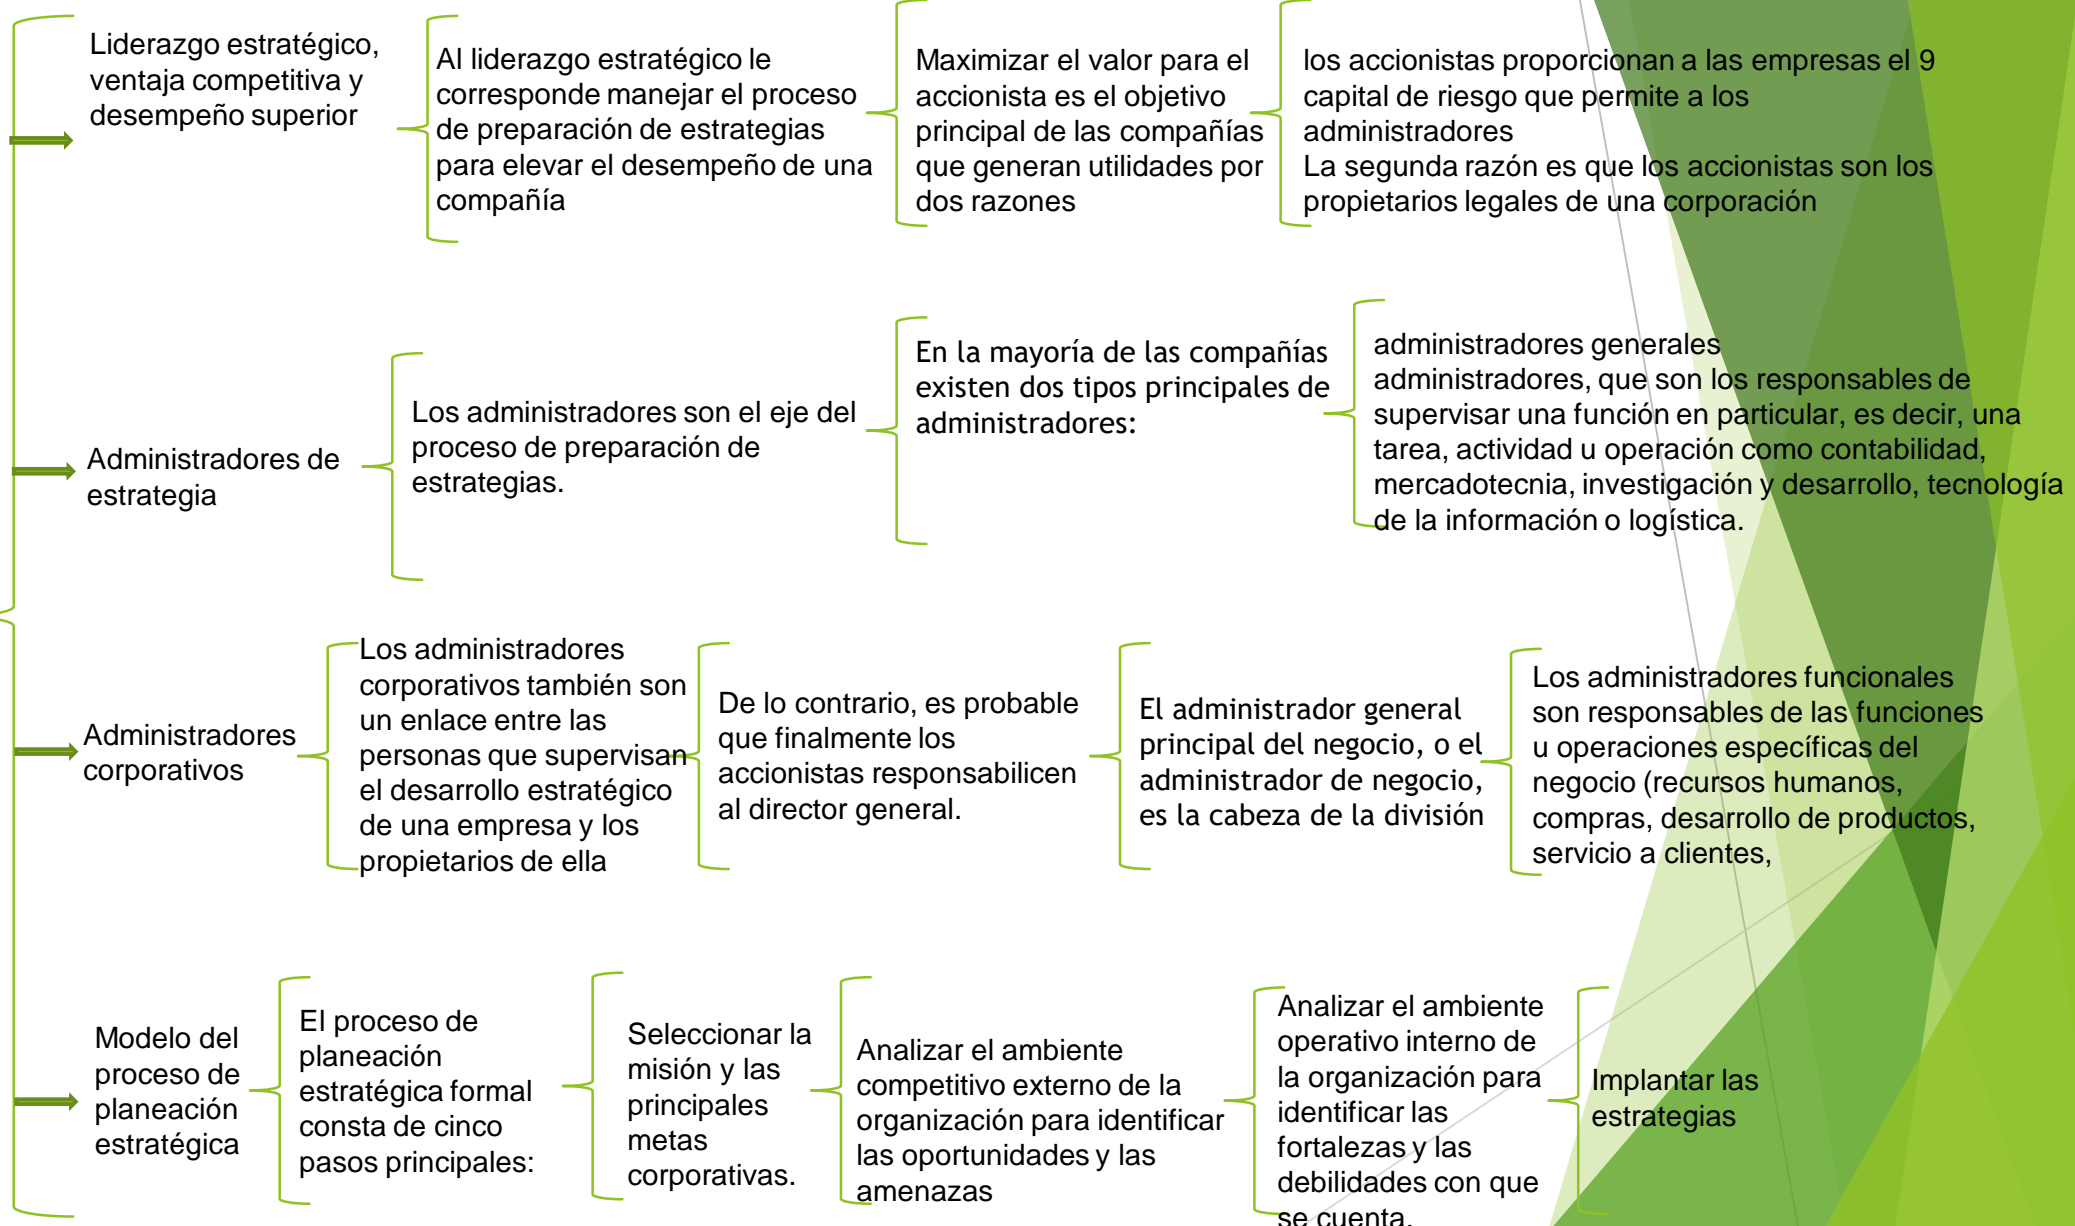 Liderazgo estratégico,
ventaja competitiva y
desempeño superior
Al liderazgo estratégico le
corresponde manejar el proceso
de preparación de estrategias
para elevar el desempeño de una
compañía
Maximizar el valor para el
accionista es el objetivo
principal de las compañías
que generan utilidades por
dos razones
los accionistas proporcionan a las empresas el 9
capital de riesgo que permite a los
administradores
La segunda razón es que los accionistas son los
propietarios legales de una corporación
Administradores de
estrategia
Los administradores son el eje del
proceso de preparación de
estrategias.
En la mayoría de las compañías
existen dos tipos principales de
administradores:
administradores generales
administradores, que son los responsables de
supervisar una función en particular, es decir, una
tarea, actividad u operación como contabilidad,
mercadotecnia, investigación y desarrollo, tecnología
de la información o logística.
Administradores
corporativos
Los administradores
corporativos también son
un enlace entre las
personas que supervisan
el desarrollo estratégico
de una empresa y los
propietarios de ella
De lo contrario, es probable
que finalmente los
accionistas responsabilicen
al director general.
El administrador general
principal del negocio, o el
administrador de negocio,
es la cabeza de la división
Los administradores funcionales
son responsables de las funciones
u operaciones específicas del
negocio (recursos humanos,
compras, desarrollo de productos,
servicio a clientes,
Modelo del
proceso de
planeación
estratégica
El proceso de
planeación
estratégica formal
consta de cinco
pasos principales:
Seleccionar la
misión y las
principales
metas
corporativas.
Analizar el ambiente
competitivo externo de la
organización para identificar
las oportunidades y las
amenazas
Analizar el ambiente
operativo interno de
la organización para
identificar las
fortalezas y las
debilidades con que
se cuenta.
Implantar las
estrategias